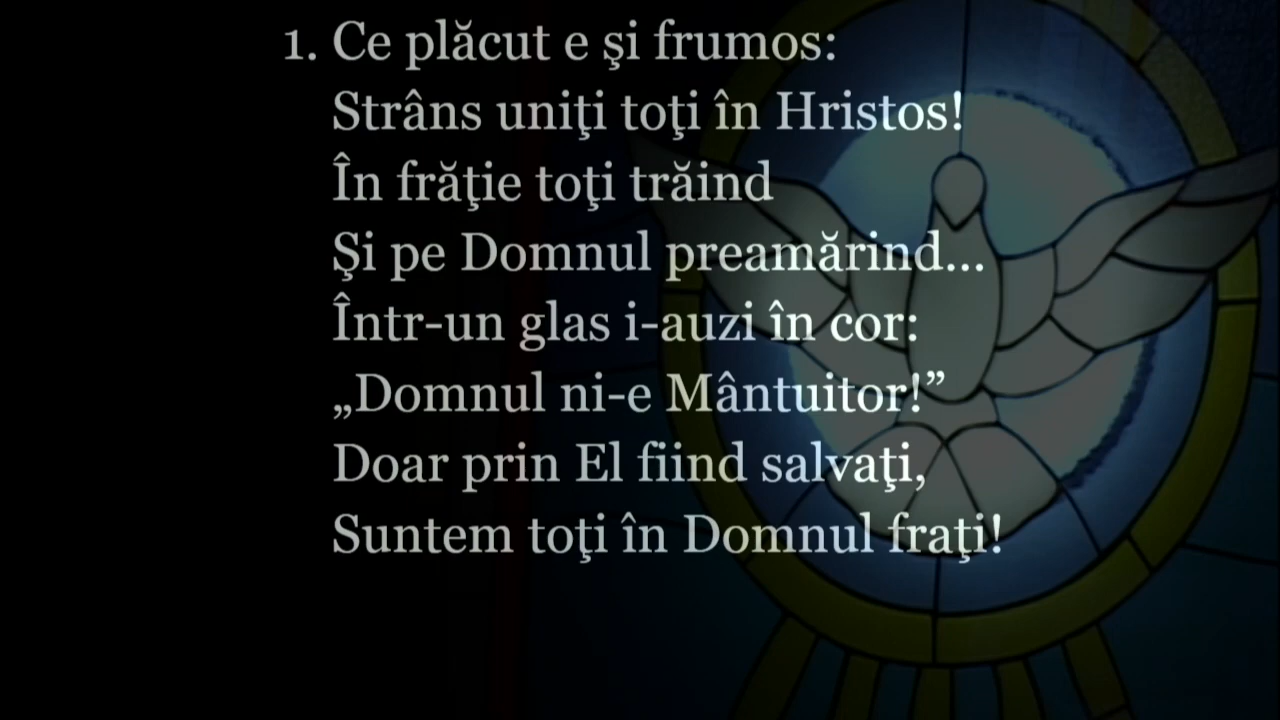 1. Ce plăcut e şi frumos:
Strâns uniţi toţi în Hristos!
În frăţie toţi trăind
Şi pe Domnul preamărind...
Într-un glas i-auzi în cor:
„Domnul ni-e Mântuitor!”
Doar prin El fiind salvaţi,
Suntem toţi în Domnul fraţi!